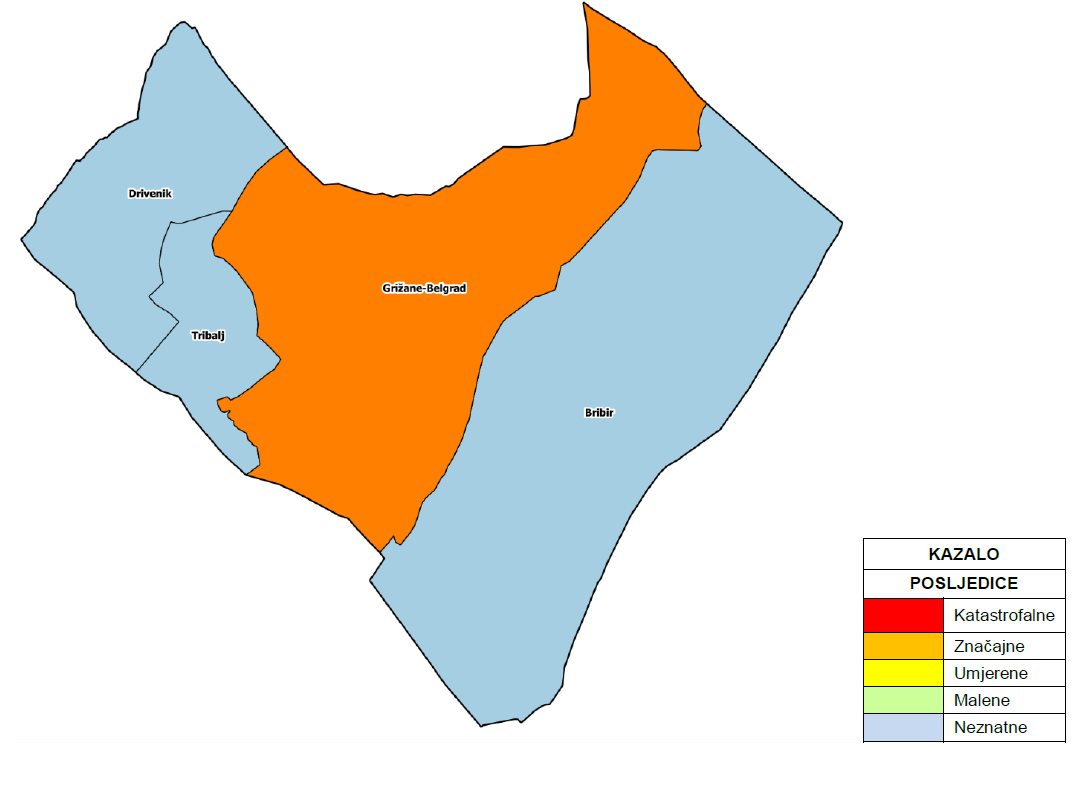 Drivenik
Grižane-Belgrad
Tribalj
Bribir
KAZALO
POSLJEDICE
Katastrofalne
Značajne
Umjerene
Malene
Neznatne